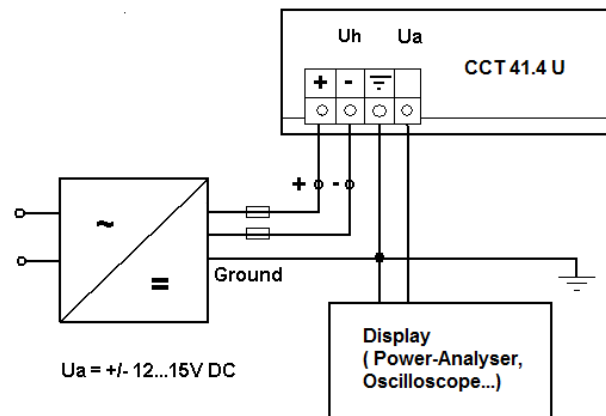 Uh Ua
CCT 41.4 U
+ -
+ -
~
=
Ground
Ua = +/- 12...15V DC
Display
( Power-Analyser,
Oscilloscope...)